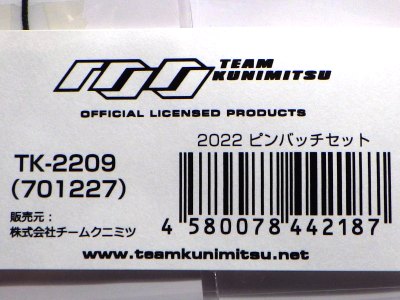 100 TEAM
KUNIMITSU
OFFICIAL LICENSED PRODUCTS
2022 ピンバッチセット
TK-2209
(701227)
販売元：
株式会社チームクニミツ
4 580078 442187
www.teamkunimitsu.net